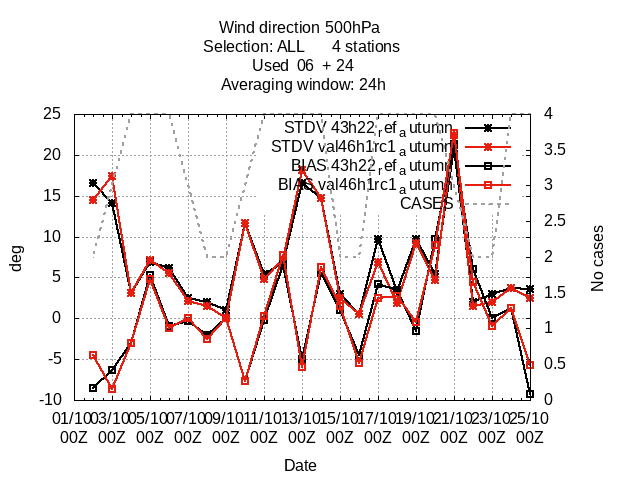 Wind direction 500hPa
Selection: ALL 4 stations
Used 06 + 24
Averaging window: 24h
25
20
15
10
5
0
-5
-10
deg
4
3.5
3
2.5
2
1.5
1
0.5
0
No cases
STDV 43h22_ref_autumn
STDV val46h1rc1_autumn
BIAS 43h22_ref_autumn
BIAS val46h1rc1_autumn
CASES
01/10 03/10 05/10 07/10 09/10 11/10 13/10 15/10 17/10 19/10 21/10 23/10 25/10
00Z 00Z 00Z 00Z 00Z 00Z 00Z 00Z 00Z 00Z 00Z 00Z 00Z
Date